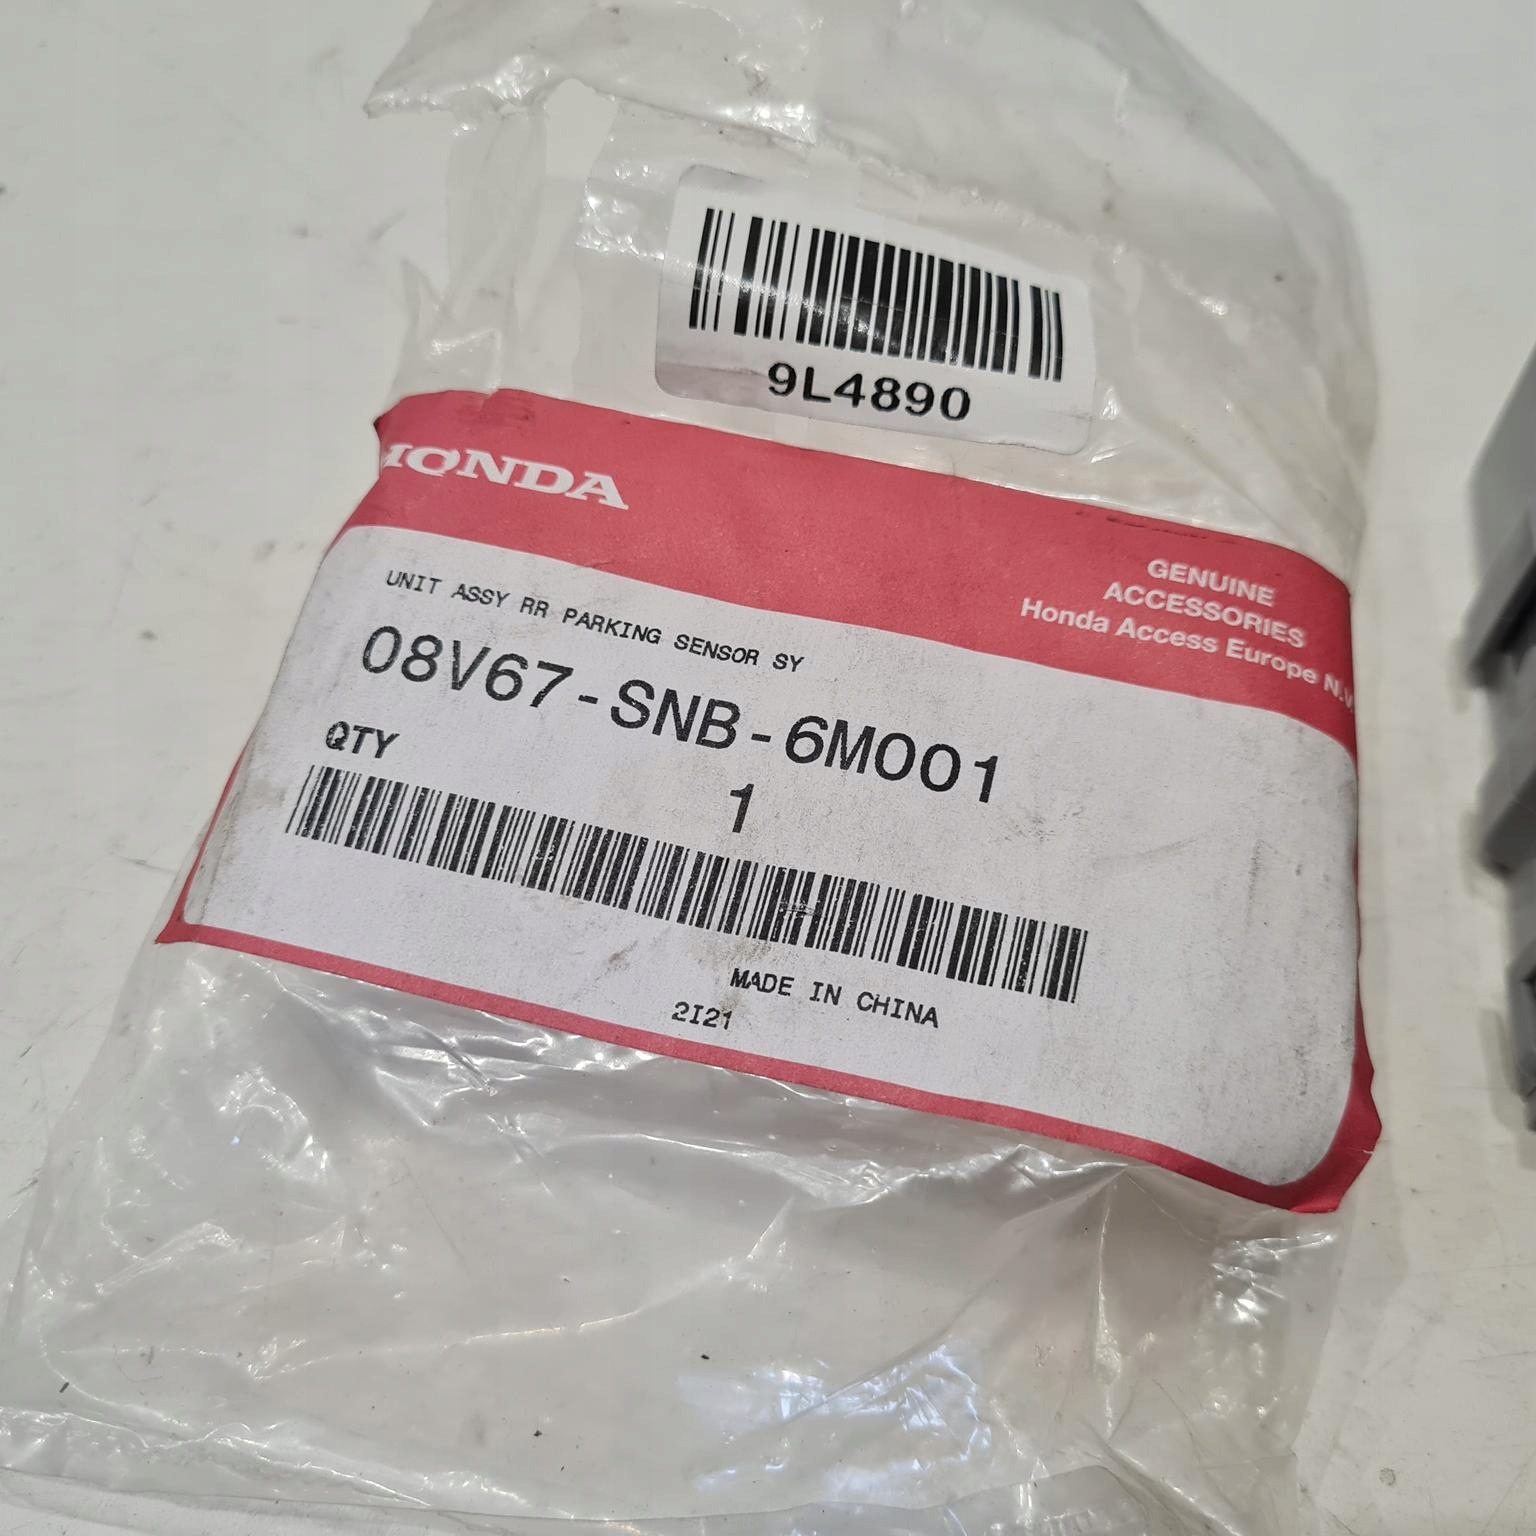 9L4890
HONDA
GENUINE
ACCESSORIES
Honda Access Europe N.V.
UNIT ASSY RR PARKING SENSOR SY
08V67-SNB-6M001
QTY
1
MADE IN CHINA
2I21